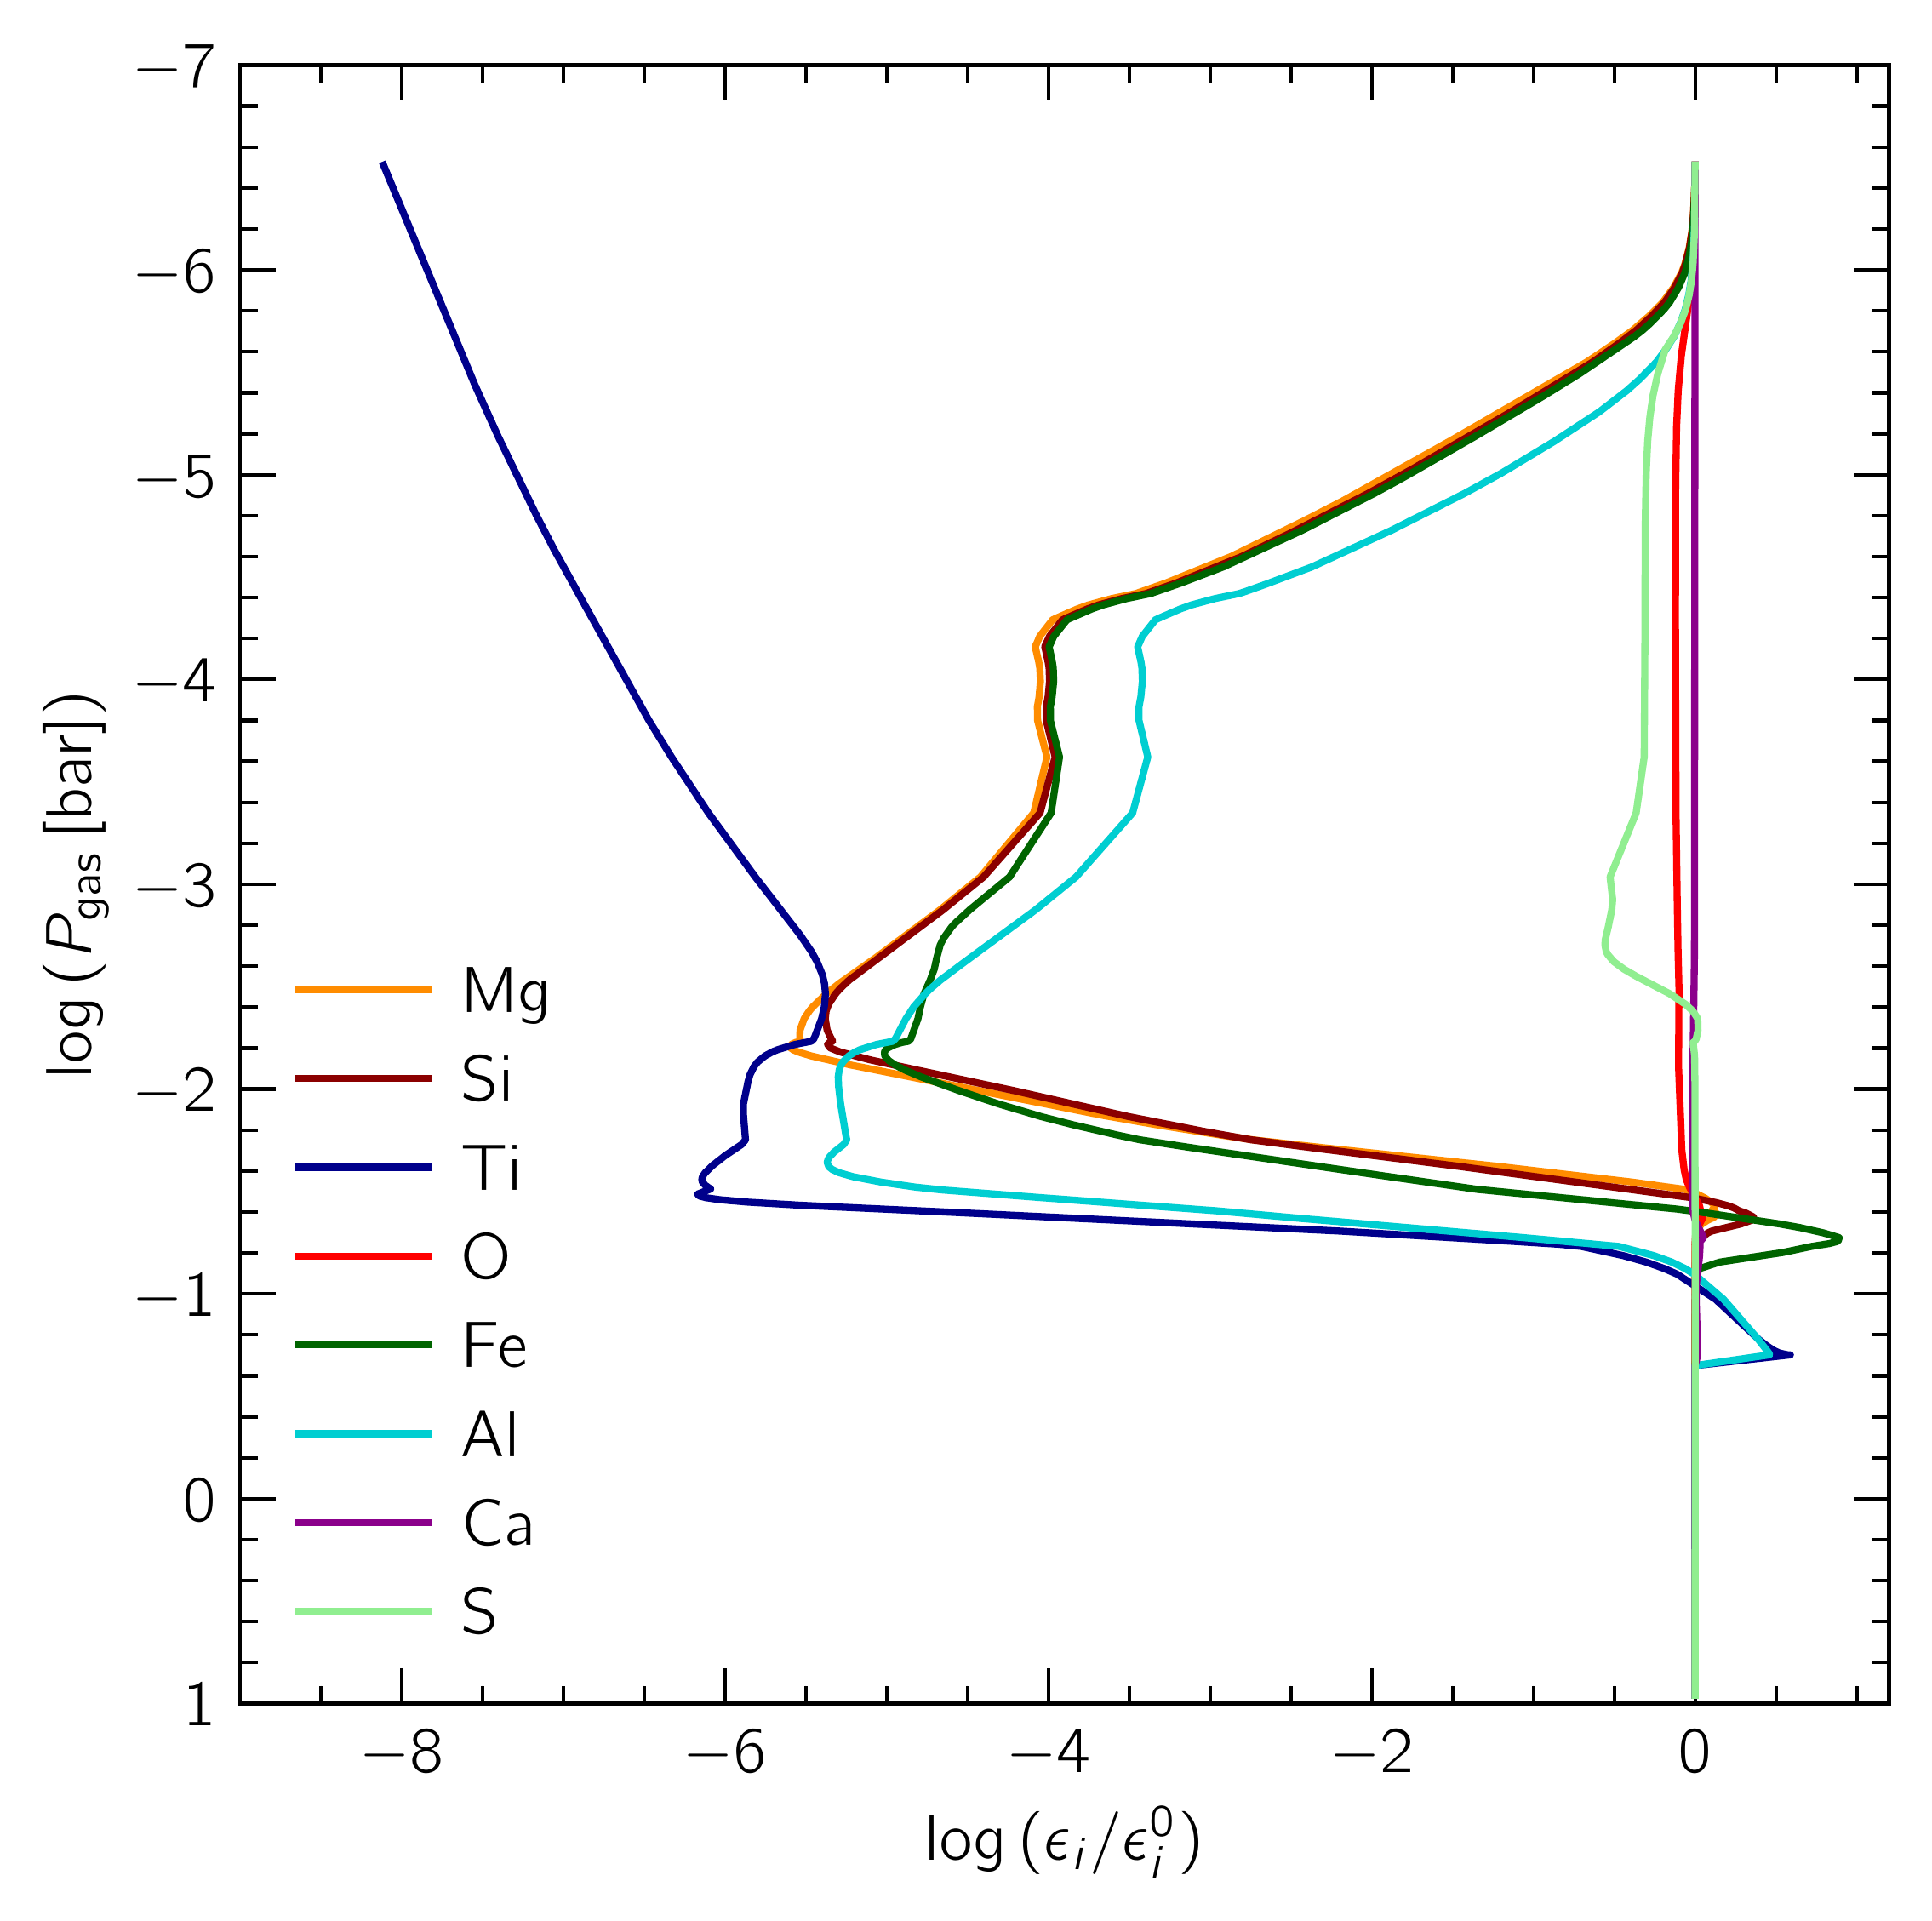 −7
−6
−5
−4
−3
−2
−1
0
1
log (P_gas [bar])
Mg
Si
Ti
O
Fe
Al
Ca
S
−8 −6 −4 −2 0
log (ϵ_i/ϵ_i^0)